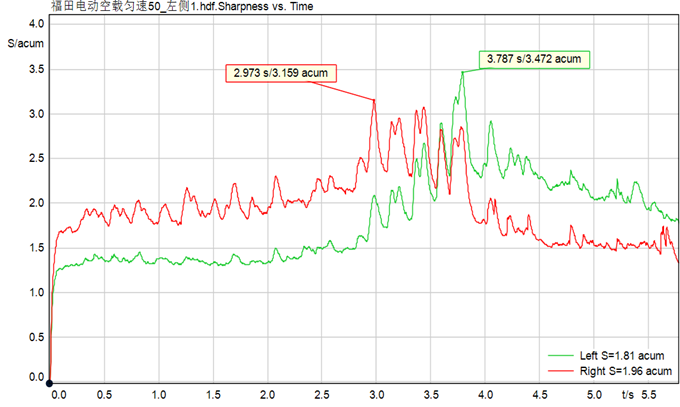 福田电动空载匀速50_左侧1.hdf.Sharpness vs. Time
4.0
S/acum
3.5
3.0
2.5
2.0
1.5
1.0
0.5
0.0
2.973 s/3.159 acum
3.787 s/3.472 acum
Left S=1.81 acum
Right S=1.96 acum
0.0 0.5 1.0 1.5 2.0 2.5 3.0 3.5 4.0 4.5 5.0 t/s 5.5